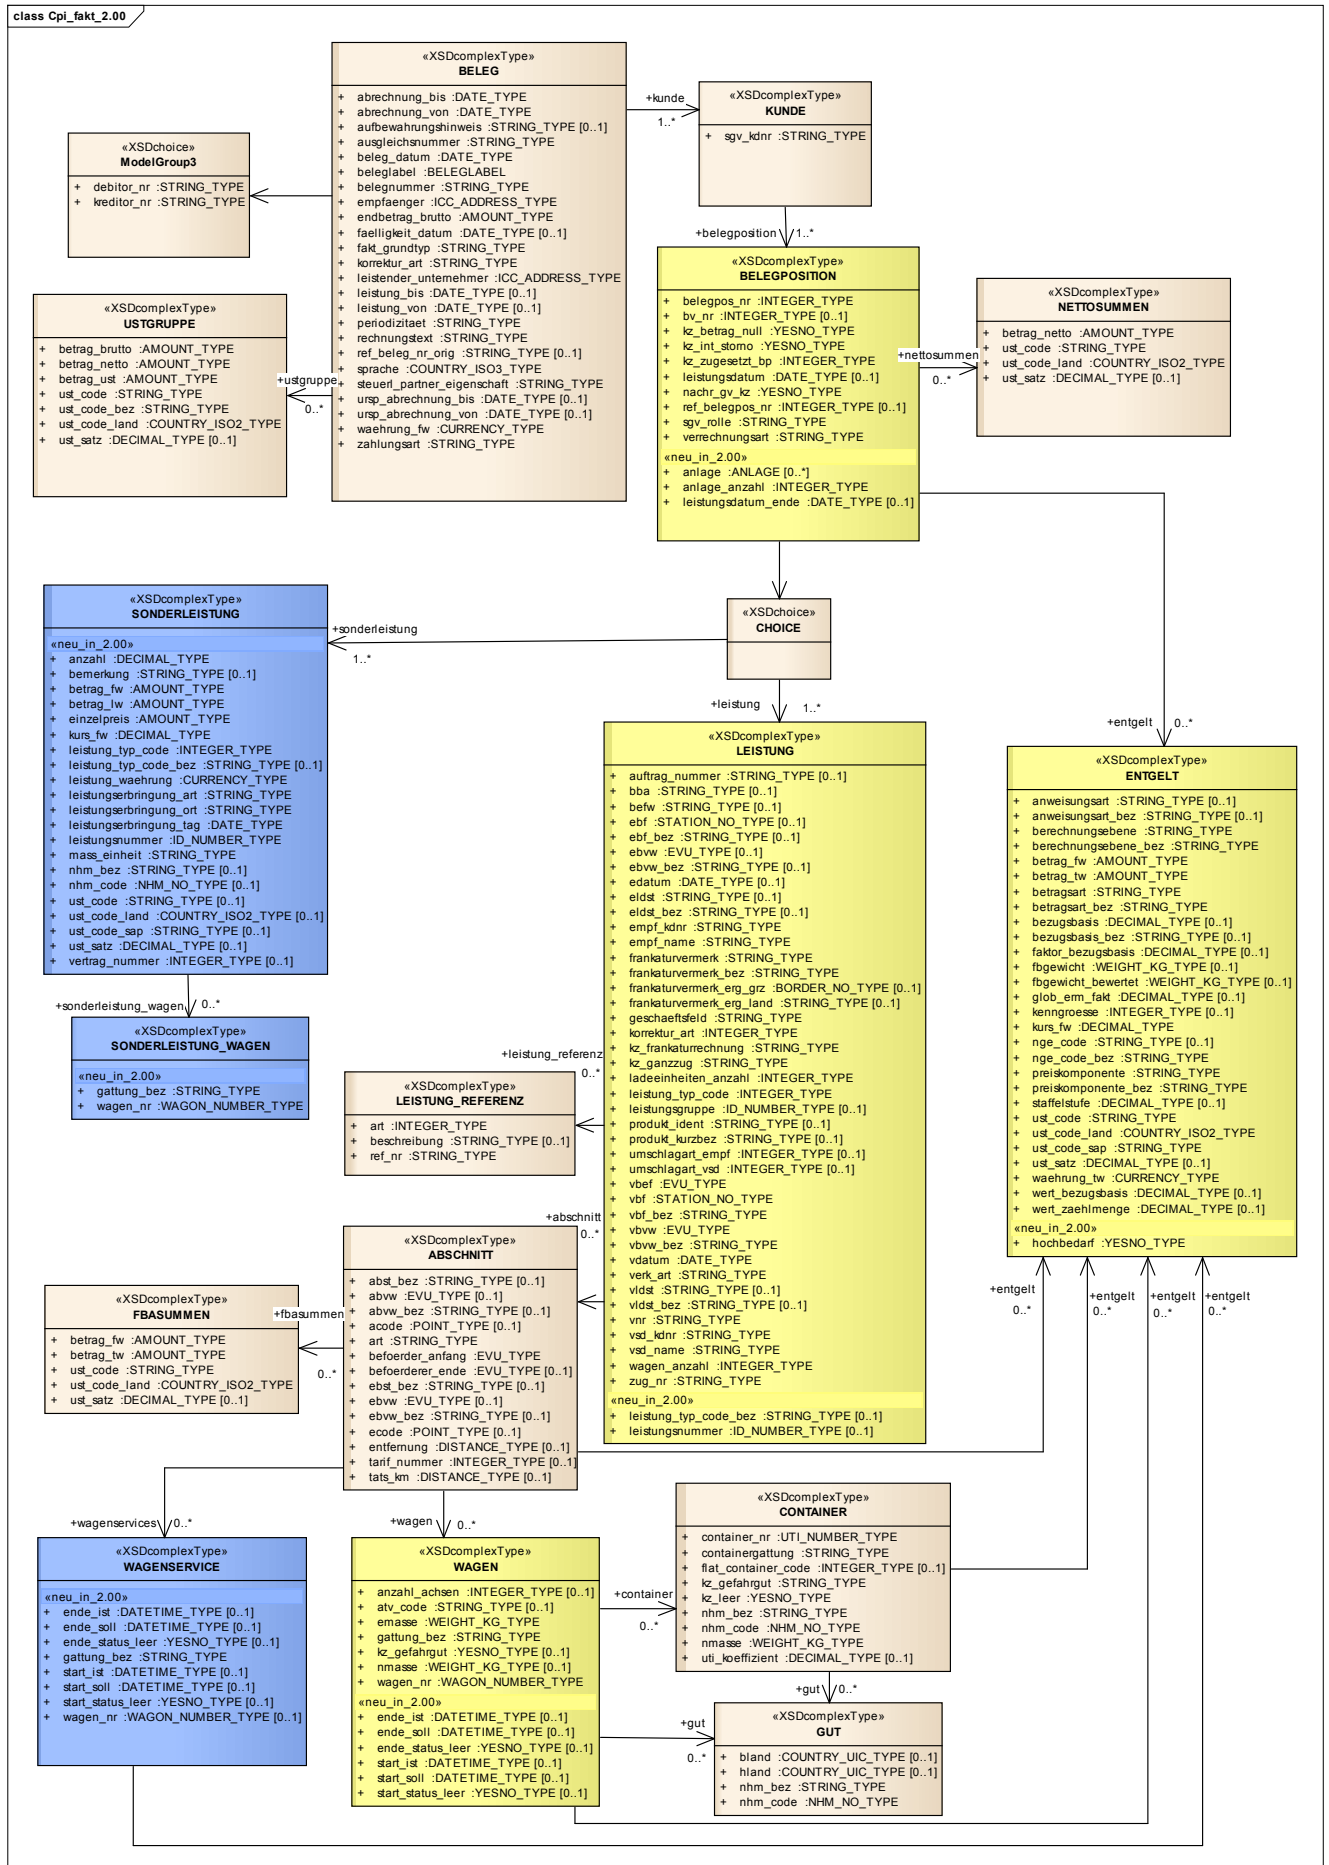 class Cpi_fakt_2.00
«XSDcomplexType»
BELEG
+ abrechnung_bis :DATE_TYPE
+ abrechnung_von :DATE_TYPE
+ aufbewahrungshinweis :STRING_TYPE [0..1]
+ ausgleichsnummer :STRING_TYPE
+ beleg_datum :DATE_TYPE
+ beleglabel :BELEGLABEL
+ belegnummer :STRING_TYPE
+ empfaenger :ICC_ADDRESS_TYPE
+ endbetrag_brutto :AMOUNT_TYPE
+ faelligkeit_datum :DATE_TYPE [0..1]
+ fakt_grundtyp :STRING_TYPE
+ korrektur_art :STRING_TYPE
+ leistender_unternehmer :ICC_ADDRESS_TYPE
+ leistung_bis :DATE_TYPE [0..1]
+ leistung_von :DATE_TYPE [0..1]
+ periodizitaet :STRING_TYPE
+ rechnungstext :STRING_TYPE
+ ref_beleg_nr_orig :STRING_TYPE [0..1]
+ sprache :COUNTRY_ISO3_TYPE
+ steuerl_partner_eigenschaft :STRING_TYPE
+ ursp_abrechnung_bis :DATE_TYPE [0..1]
+ ursp_abrechnung_von :DATE_TYPE [0..1]
+ waehrung_fw :CURRENCY_TYPE
+ zahlungsart :STRING_TYPE
+kunde
1..*
«XSDcomplexType»
KUNDE
+ sgv_kdnr :STRING_TYPE
«XSDchoice»
ModelGroup3
+ debitor_nr :STRING_TYPE
+ kreditor_nr :STRING_TYPE
+belegposition
1..*
«XSDcomplexType»
USTGRUPPE
+ betrag_brutto :AMOUNT_TYPE
+ betrag_netto :AMOUNT_TYPE
+ betrag_ust :AMOUNT_TYPE
+ ust_code :STRING_TYPE
+ ust_code_bez :STRING_TYPE
+ ust_code_land :COUNTRY_ISO2_TYPE
+ ust_satz :DECIMAL_TYPE [0..1]
+ustgruppe
0..*
«XSDcomplexType»
BELEGPOSITION
+ belegpos_nr :INTEGER_TYPE
+ bv_nr :INTEGER_TYPE [0..1]
+ kz_betrag_null :YESNO_TYPE
+ kz_int_storno :YESNO_TYPE
+ kz_zugesetzt_bp :INTEGER_TYPE
+ leistungsdatum :DATE_TYPE [0..1]
+ nachr_gv_kz :YESNO_TYPE
+ ref_belegpos_nr :INTEGER_TYPE [0..1]
+ sgv_rolle :STRING_TYPE
+ verrechnungsart :STRING_TYPE
«neu_in_2.00»
+ anlage :ANLAGE [0..*]
+ anlage_anzahl :INTEGER_TYPE
+ leistungsdatum_ende :DATE_TYPE [0..1]
+nettosummen
0..*
«XSDcomplexType»
NETTOSUMMEN
+ betrag_netto :AMOUNT_TYPE
+ ust_code :STRING_TYPE
+ ust_code_land :COUNTRY_ISO2_TYPE
+ ust_satz :DECIMAL_TYPE [0..1]
«XSDchoice»
CHOICE
+sonderleistung
1..*
«XSDcomplexType»
SONDERLEISTUNG
«neu_in_2.00»
+ anzahl :DECIMAL_TYPE
+ bemerkung :STRING_TYPE [0..1]
+ betrag_fw :AMOUNT_TYPE
+ betrag_lw :AMOUNT_TYPE
+ einzelpreis :AMOUNT_TYPE
+ kurs_fw :DECIMAL_TYPE
+ leistung_typ_code :INTEGER_TYPE
+ leistung_typ_code_bez :STRING_TYPE [0..1]
+ leistung_waehrung :CURRENCY_TYPE
+ leistungserbringung_art :STRING_TYPE
+ leistungserbringung_ort :STRING_TYPE
+ leistungserbringung_tag :DATE_TYPE
+ leistungsnummer :ID_NUMBER_TYPE
+ mass_einheit :STRING_TYPE
+ nhm_bez :STRING_TYPE [0..1]
+ nhm_code :NHM_NO_TYPE [0..1]
+ ust_code :STRING_TYPE [0..1]
+ ust_code_land :COUNTRY_ISO2_TYPE [0..1]
+ ust_code_sap :STRING_TYPE [0..1]
+ ust_satz :DECIMAL_TYPE [0..1]
+ vertrag_nummer :INTEGER_TYPE [0..1]
+sonderleistung_wagen
0..*
«XSDcomplexType»
SONDERLEISTUNG_WAGEN
«neu_in_2.00»
+ gattung_bez :STRING_TYPE
+ wagen_nr :WAGON_NUMBER_TYPE
+leistung
1..*
«XSDcomplexType»
LEISTUNG
+ auftrag_nummer :STRING_TYPE [0..1]
+ bba :STRING_TYPE [0..1]
+ befw :STRING_TYPE [0..1]
+ ebf :STATION_NO_TYPE [0..1]
+ ebf_bez :STRING_TYPE [0..1]
+ ebvw :EVU_TYPE [0..1]
+ ebvw_bez :STRING_TYPE [0..1]
+ edatum :DATE_TYPE [0..1]
+ eldst :STRING_TYPE [0..1]
+ eldst_bez :STRING_TYPE [0..1]
+ empf_kdnr :STRING_TYPE
+ empf_name :STRING_TYPE
+ frankaturvermerk :STRING_TYPE
+ frankaturvermerk_bez :STRING_TYPE
+ frankaturvermerk_erg_grz :BORDER_NO_TYPE [0..1]
+ frankaturvermerk_erg_land :STRING_TYPE [0..1]
+ geschaeftsfeld :STRING_TYPE
+ korrektur_art :INTEGER_TYPE
+ kz_frankaturrechnung :STRING_TYPE
+ kz_ganzzug :STRING_TYPE
+ ladeeinheiten_anzahl :INTEGER_TYPE
+ leistung_typ_code :INTEGER_TYPE
+ leistungsgruppe :ID_NUMBER_TYPE [0..1]
+ produkt_ident :STRING_TYPE [0..1]
+ produkt_kurzbez :STRING_TYPE [0..1]
+ umschlagart_empf :INTEGER_TYPE [0..1]
+ umschlagart_vsd :INTEGER_TYPE [0..1]
+ vbef :EVU_TYPE
+ vbf :STATION_NO_TYPE
+ vbf_bez :STRING_TYPE
+ vbvw :EVU_TYPE
+ vbvw_bez :STRING_TYPE
+ vdatum :DATE_TYPE
+ verk_art :STRING_TYPE
+ vldst :STRING_TYPE [0..1]
+ vldst_bez :STRING_TYPE [0..1]
+ vnr :STRING_TYPE
+ vsd_kdnr :STRING_TYPE
+ vsd_name :STRING_TYPE
+ wagen_anzahl :INTEGER_TYPE
+ zug_nr :STRING_TYPE
«neu_in_2.00»
+ leistung_typ_code_bez :STRING_TYPE [0..1]
+ leistungsnummer :ID_NUMBER_TYPE [0..1]
+entgelt
0..*
«XSDcomplexType»
ENTGELT
+ anweisungsart :STRING_TYPE [0..1]
+ anweisungsart_bez :STRING_TYPE [0..1]
+ berechnungsebene :STRING_TYPE
+ berechnungsebene_bez :STRING_TYPE
+ betrag_fw :AMOUNT_TYPE
+ betrag_tw :AMOUNT_TYPE
+ betragsart :STRING_TYPE
+ betragsart_bez :STRING_TYPE
+ bezugsbasis :DECIMAL_TYPE [0..1]
+ bezugsbasis_bez :STRING_TYPE [0..1]
+ faktor_bezugsbasis :DECIMAL_TYPE [0..1]
+ fbgewicht :WEIGHT_KG_TYPE [0..1]
+ fbgewicht_bewertet :WEIGHT_KG_TYPE [0..1]
+ glob_erm_fakt :DECIMAL_TYPE [0..1]
+ kenngroesse :INTEGER_TYPE [0..1]
+ kurs_fw :DECIMAL_TYPE
+ nge_code :STRING_TYPE [0..1]
+ nge_code_bez :STRING_TYPE
+ preiskomponente :STRING_TYPE
+ preiskomponente_bez :STRING_TYPE
+ staffelstufe :DECIMAL_TYPE [0..1]
+ ust_code :STRING_TYPE
+ ust_code_land :COUNTRY_ISO2_TYPE
+ ust_code_sap :STRING_TYPE [0..1]
+ ust_satz :DECIMAL_TYPE [0..1]
+ waehrung_tw :CURRENCY_TYPE
+ wert_bezugsbasis :DECIMAL_TYPE [0..1]
+ wert_zaehlmenge :DECIMAL_TYPE [0..1]
«neu_in_2.00»
+ hochbedarf :YESNO_TYPE
+leistung_referenz
0..*
«XSDcomplexType»
LEISTUNG_REFERENZ
+ art :INTEGER_TYPE
+ beschreibung :STRING_TYPE [0..1]
+ ref_nr :STRING_TYPE
+abschnitt
0..*
«XSDcomplexType»
ABSCHNITT
+ abst_bez :STRING_TYPE [0..1]
+ abvw :EVU_TYPE [0..1]
+ abvw_bez :STRING_TYPE [0..1]
+ acode :POINT_TYPE [0..1]
+ art :STRING_TYPE
+ befoerder_anfang :EVU_TYPE
+ befoerderer_ende :EVU_TYPE [0..1]
+ ebst_bez :STRING_TYPE [0..1]
+ ebvw :EVU_TYPE [0..1]
+ ebvw_bez :STRING_TYPE [0..1]
+ ecode :POINT_TYPE [0..1]
+ entfernung :DISTANCE_TYPE [0..1]
+ tarif_nummer :INTEGER_TYPE [0..1]
+ tats_km :DISTANCE_TYPE [0..1]
«XSDcomplexType»
FBASUMMEN
+ betrag_fw :AMOUNT_TYPE
+ betrag_tw :AMOUNT_TYPE
+ ust_code :STRING_TYPE
+ ust_code_land :COUNTRY_ISO2_TYPE
+ ust_satz :DECIMAL_TYPE [0..1]
+fbasummen
0..*
+entgelt
0..*
+entgelt
0..*
+entgelt
0..*
+entgelt
0..*
+wagenservices
0..*
«XSDcomplexType»
WAGENSERVICE
«neu_in_2.00»
+ ende_ist :DATETIME_TYPE [0..1]
+ ende_soll :DATETIME_TYPE [0..1]
+ ende_status_leer :YESNO_TYPE [0..1]
+ gattung_bez :STRING_TYPE
+ start_ist :DATETIME_TYPE [0..1]
+ start_soll :DATETIME_TYPE [0..1]
+ start_status_leer :YESNO_TYPE [0..1]
+ wagen_nr :WAGON_NUMBER_TYPE [0..1]
+wagen
0..*
«XSDcomplexType»
WAGEN
+ anzahl_achsen :INTEGER_TYPE [0..1]
+ atv_code :STRING_TYPE [0..1]
+ emasse :WEIGHT_KG_TYPE
+ gattung_bez :STRING_TYPE
+ kz_gefahrgut :YESNO_TYPE [0..1]
+ nmasse :WEIGHT_KG_TYPE [0..1]
+ wagen_nr :WAGON_NUMBER_TYPE
«neu_in_2.00»
+ ende_ist :DATETIME_TYPE [0..1]
+ ende_soll :DATETIME_TYPE [0..1]
+ ende_status_leer :YESNO_TYPE [0..1]
+ start_ist :DATETIME_TYPE [0..1]
+ start_soll :DATETIME_TYPE [0..1]
+ start_status_leer :YESNO_TYPE [0..1]
+container
0..*
«XSDcomplexType»
CONTAINER
+ container_nr :UTI_NUMBER_TYPE
+ containergattung :STRING_TYPE
+ flat_container_code :INTEGER_TYPE [0..1]
+ kz_gefahrgut :STRING_TYPE
+ kz_leer :YESNO_TYPE
+ nhm_bez :STRING_TYPE
+ nhm_code :NHM_NO_TYPE
+ nmasse :WEIGHT_KG_TYPE
+ uti_koeffizient :DECIMAL_TYPE [0..1]
+gut
0..*
+gut
0..*
«XSDcomplexType»
GUT
+ bland :COUNTRY_UIC_TYPE [0..1]
+ hland :COUNTRY_UIC_TYPE [0..1]
+ nhm_bez :STRING_TYPE
+ nhm_code :NHM_NO_TYPE